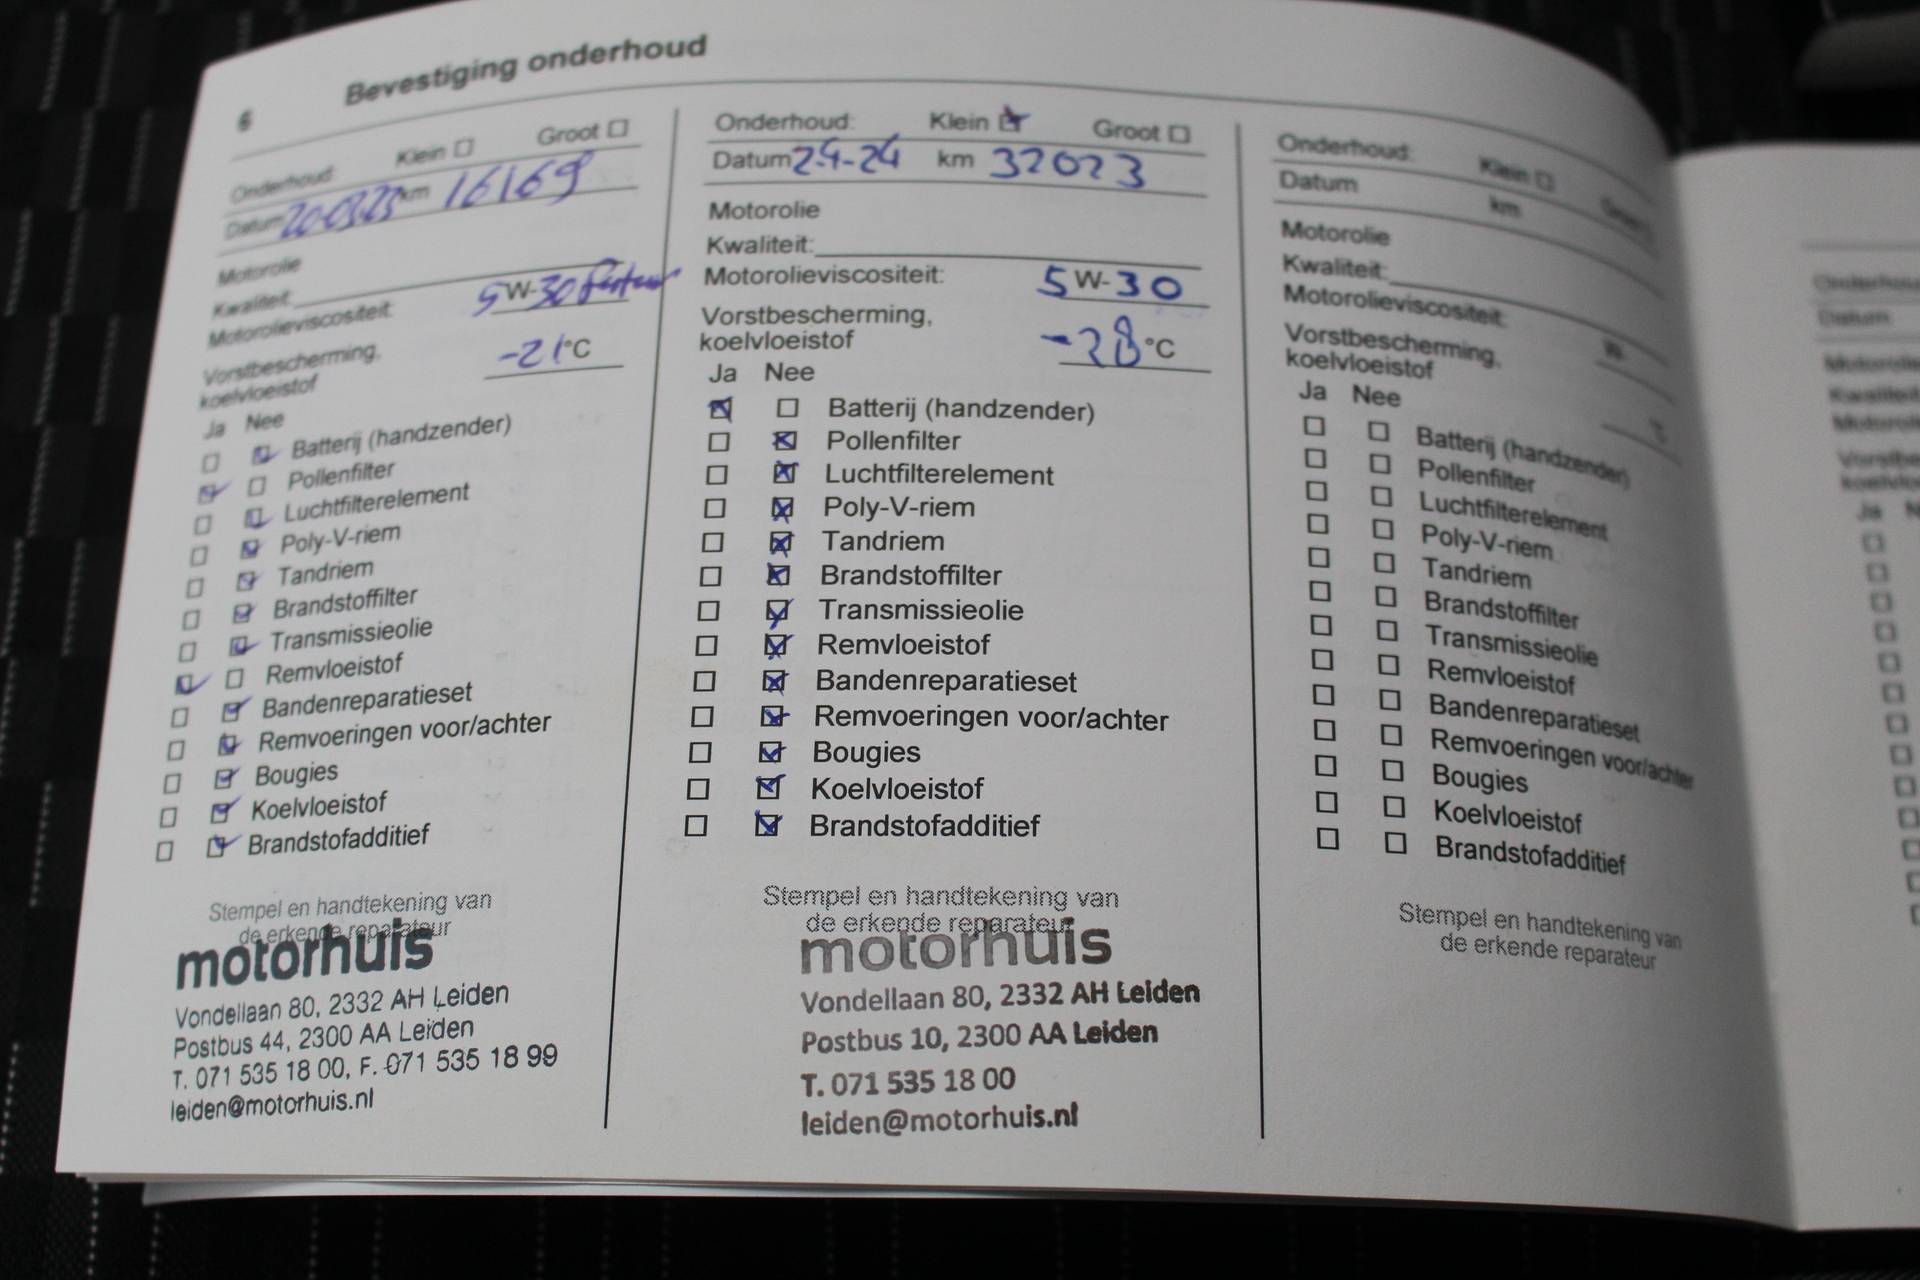 6 Bevestiging onderhoud
Onderhoud: Klein Groot
Datum 20-03-23 km 16169
Motorolie
Kwaliteit:
Motorolieviscositeit: 5W-30
Vorstbescherming,
koelvloeistof -21°C
Ja Nee
Batterij (handzender)
Pollenfilter
Luchtfilterelement
Poly-V-riem
Tandriem
Brandstoffilter
Transmissieolie
Remvloeistof
Bandenreparatieset
Remvoeringen voor/achter
Bougies
Koelvloeistof
Brandstofadditief
Stempel en handtekening van
de erkende reparateur
motorhuis
Vondellaan 80, 2332 AH Leiden
Postbus 44, 2300 AA Leiden
T. 071 535 18 00, F. 071 535 18 99
leiden@motorhuis.nl
Onderhoud: Klein Groot
Datum 2-4-24 km 32023
Motorolie
Kwaliteit:
Motorolieviscositeit: 5W-30
Vorstbescherming,
koelvloeistof -28°C
Ja Nee
Batterij (handzender)
Pollenfilter
Luchtfilterelement
Poly-V-riem
Tandriem
Brandstoffilter
Transmissieolie
Remvloeistof
Bandenreparatieset
Remvoeringen voor/achter
Bougies
Koelvloeistof
Brandstofadditief
Stempel en handtekening van
de erkende reparateur
motorhuis
Vondellaan 80, 2332 AH Leiden
Postbus 10, 2300 AA Leiden
T. 071 535 18 00
leiden@motorhuis.nl
Onderhoud: Klein Groot
Datum km
Motorolie
Kwaliteit:
Motorolieviscositeit: W-
Vorstbescherming,
koelvloeistof °C
Ja Nee
Batterij (handzender)
Pollenfilter
Luchtfilterelement
Poly-V-riem
Tandriem
Brandstoffilter
Transmissieolie
Remvloeistof
Bandenreparatieset
Remvoeringen voor/achter
Bougies
Koelvloeistof
Brandstofadditief
Stempel en handtekening van
de erkende reparateur
Datum
Ja